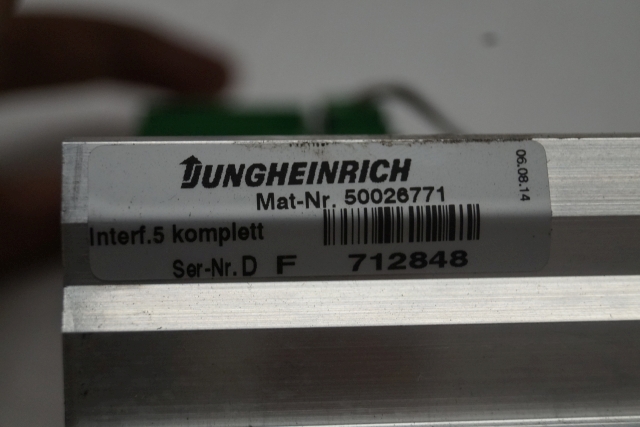 JUNGHEINRICH
Mat-Nr. 50026771
Interf.5 komplett
Ser-Nr. D F 712848
06.08.14